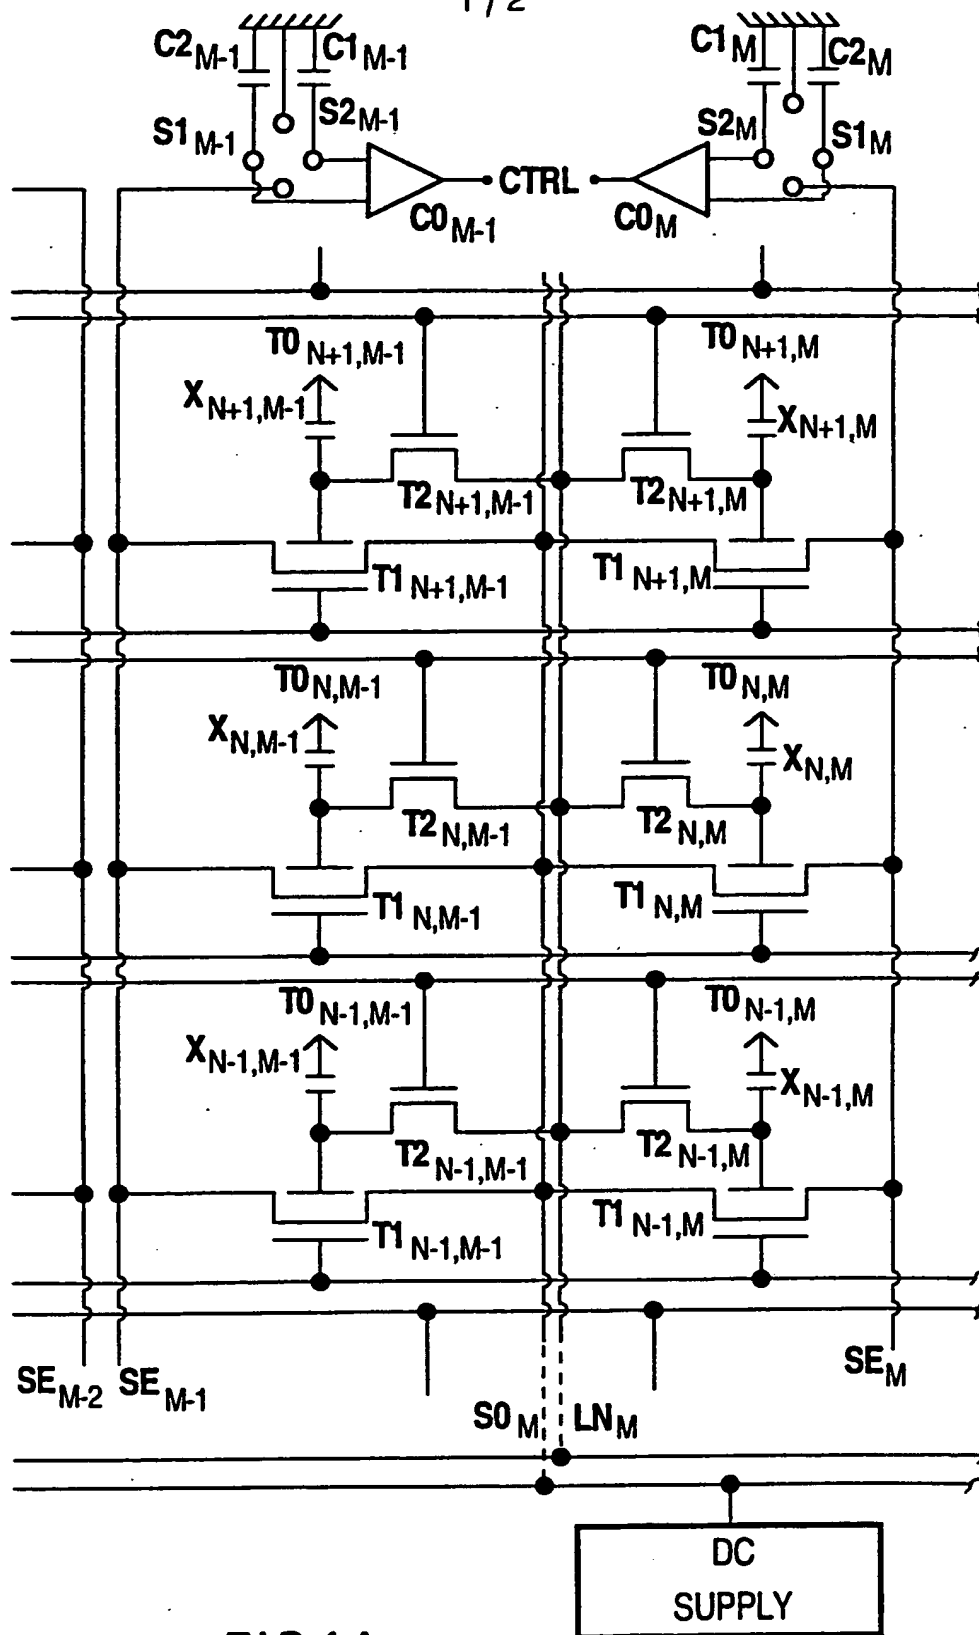 1/2
C2M-1 C1M-1 C1M C2M
S1M-1 S2M-1 S2M S1M
CTRL
C0M-1 C0M
T0N+1,M-1 T0N+1,M
XN+1,M-1 XN+1,M
T2N+1,M-1 T2N+1,M
T1N+1,M-1 T1N+1,M
T0N,M-1 T0N,M
XN,M-1 XN,M
T2N,M-1 T2N,M
T1N,M-1 T1N,M
T0N-1,M-1 T0N-1,M
XN-1,M-1 XN-1,M
T2N-1,M-1 T2N-1,M
T1N-1,M-1 T1N-1,M
SEM-2 SEM-1 SEM
S0M LNM
DC
SUPPLY